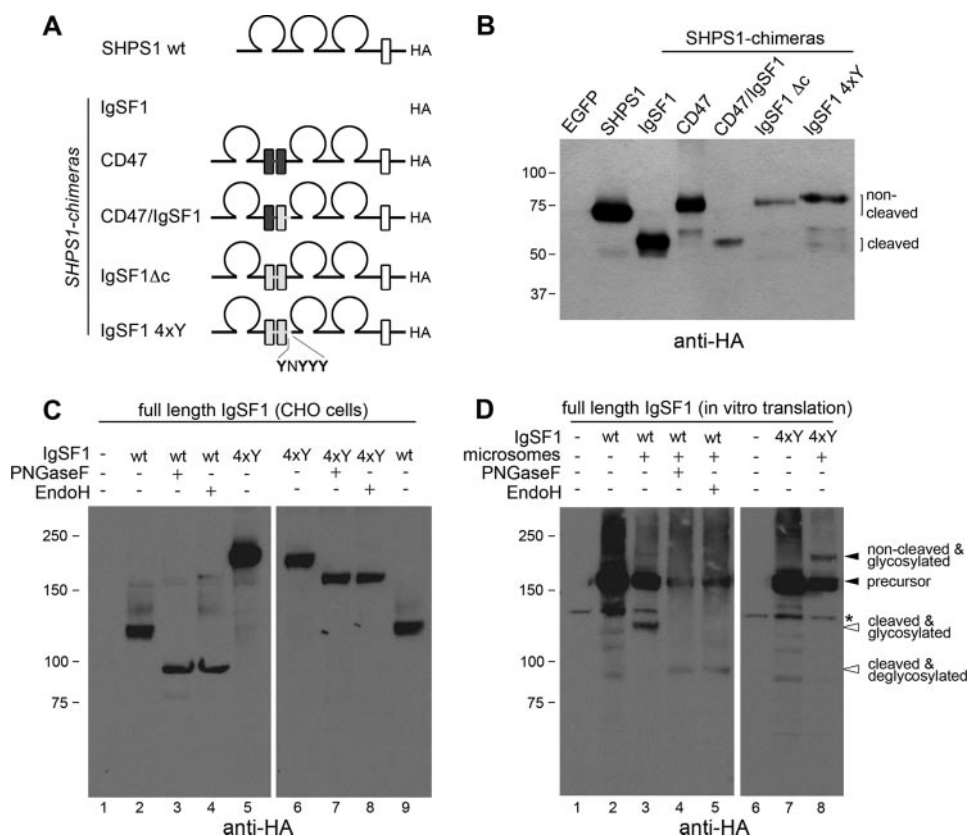 A
SHPS1 wt
HA
SHPS1-chimeras
IgSF1
HA
CD47
HA
CD47/IgSF1
HA
IgSF1Δc
HA
IgSF1 4xY
HA
YNYYY
B
SHPS1-chimeras
EGFP SHPS1 IgSF1 CD47 CD47/IgSF1 IgSF1 Δc IgSF1 4xY
100
75
50
37
non-
cleaved
cleaved
anti-HA
C
full length IgSF1 (CHO cells)
IgSF1 - wt wt wt 4xY 4xY 4xY 4xY wt
PNGaseF - - + - - - + - -
EndoH - - - + - - - + -
250
150
100
75
1 2 3 4 5 6 7 8 9
anti-HA
D
full length IgSF1 (in vitro translation)
IgSF1 - wt wt wt wt - 4xY 4xY
microsomes - - + + + - - +
PNGaseF - - - + - - - -
EndoH - - - - + - - -
250
150
100
75
non-cleaved &
glycosylated
precursor
*
cleaved &
glycosylated
cleaved &
deglycosylated
1 2 3 4 5 6 7 8
anti-HA